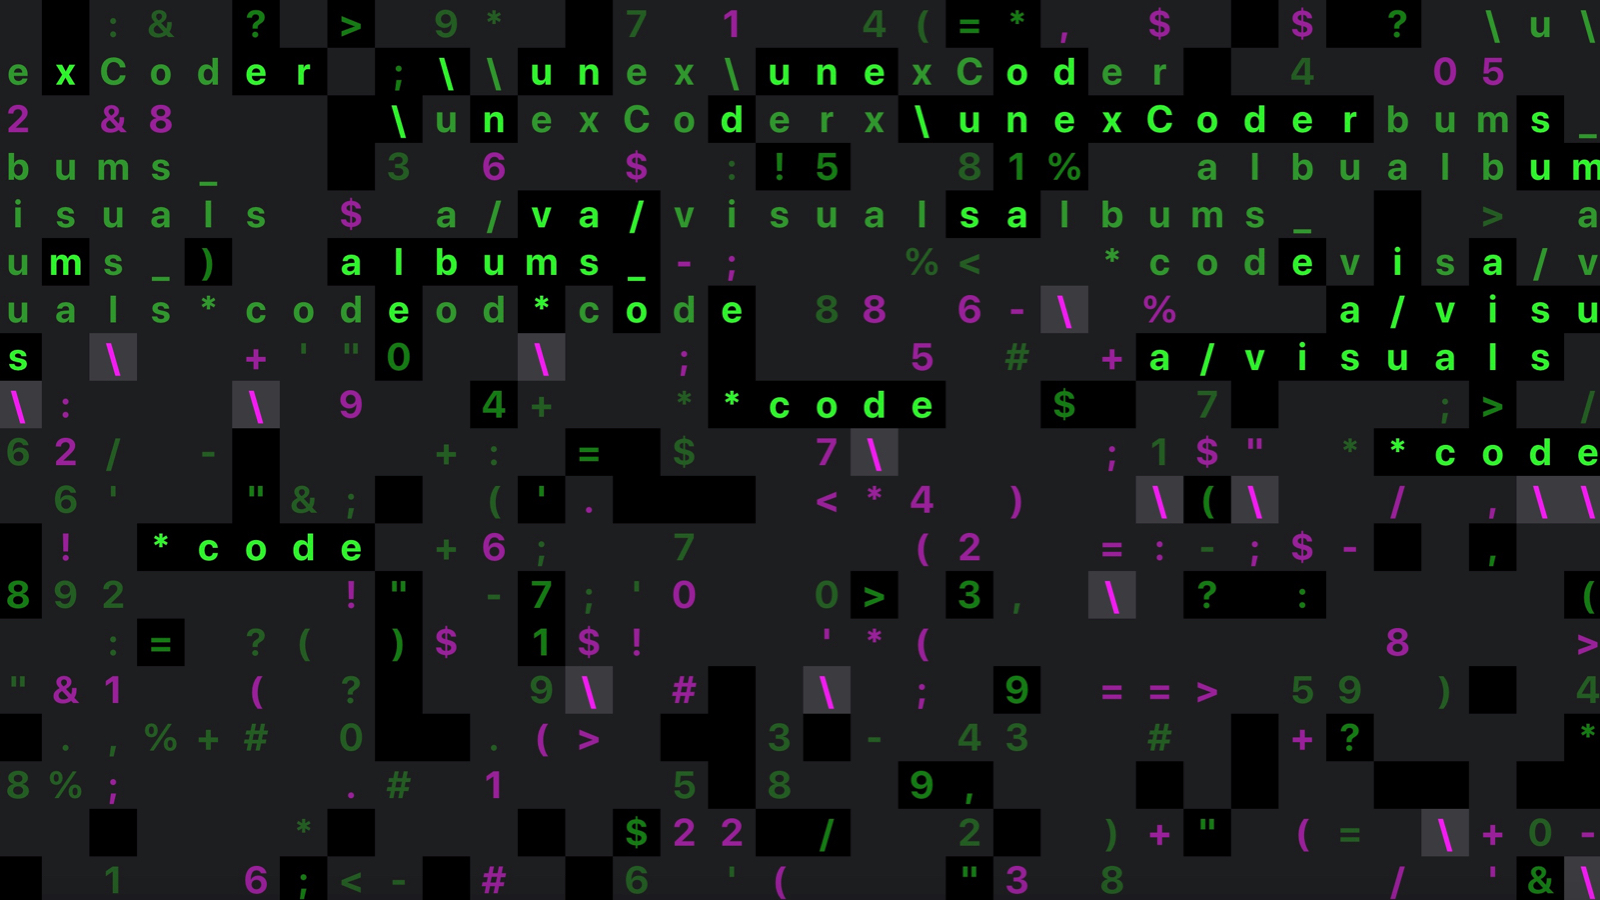 : & ? > 9 * 7 1 4 ( = * , $ $ ? \ u \
e x C o d e r ; \ \ u n e x \ u n e x C o d e r 4 0 5
2 & 8 \ u n e x C o d e r x \ u n e x C o d e r b u m s _
b u m s _ 3 6 $ : ! 5 8 1 % a l b u a l b u m
i s u a l s $ a / v a / v i s u a l s a l b u m s _ > a
u m s _ ) a l b u m s _ - ; % < * c o d e v i s a / v
u a l s * c o d e o d * c o d e 8 8 6 - \ % a / v i s u
s \ + ' " 0 \ ; 5 # + a / v i s u a l s
\ : \ 9 4 + * * c o d e $ 7 ; > /
6 2 / - + : = $ 7 \ ; 1 $ " * * c o d e
6 ' " & ; ( ' . < * 4 ) \ ( \ / , \ \
! * c o d e + 6 ; 7 ( 2 = : - ; $ - ,
8 9 2 ! " - 7 ; ' 0 0 > 3 , \ ? : (
: = ? ( ) $ 1 $ ! ' * ( 8 >
" & 1 ( ? 9 \ # \ ; 9 = = > 5 9 ) 4
. , % + # 0 . ( > 3 - 4 3 # + ? *
8 % ; . # 1 5 8 9 ,
* $ 2 2 / 2 ) + " ( = \ + 0 -
1 6 ; < - # 6 ' ( " 3 8 / ' & \